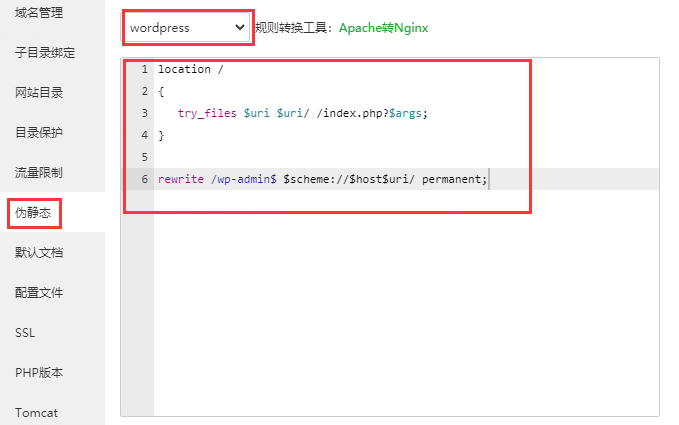 域名管理
子目录绑定
网站目录
目录保护
流量限制
伪静态
默认文档
配置文件
SSL
PHP版本
Tomcat
wordpress 规则转换工具：Apache转Nginx
1 location /
2 {
3 try_files $uri $uri/ /index.php?$args;
4 }
5
6 rewrite /wp-admin$ $scheme://$host$uri/ permanent;